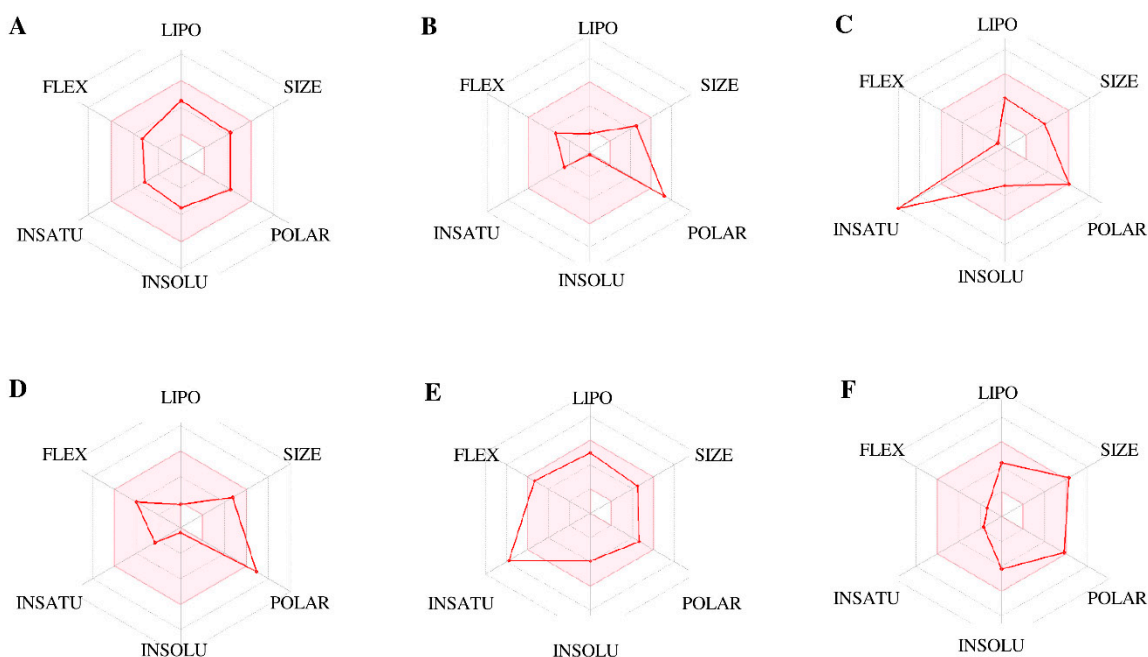 A
LIPO
FLEX
SIZE
INSATU
POLAR
INSOLU
B
LIPO
FLEX
SIZE
INSATU
POLAR
INSOLU
C
LIPO
FLEX
SIZE
INSATU
POLAR
INSOLU
D
LIPO
FLEX
SIZE
INSATU
POLAR
INSOLU
E
LIPO
FLEX
SIZE
INSATU
POLAR
INSOLU
F
LIPO
FLEX
SIZE
INSATU
POLAR
INSOLU